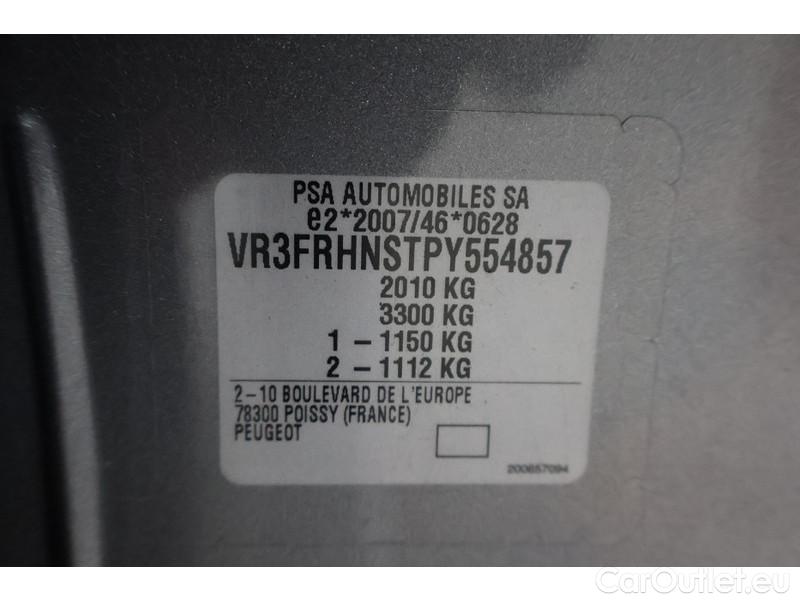 PSA AUTOMOBILES SA
e2*2007/46*0628
VR3FRHNSTPY554857
2010 KG
3300 KG
1 – 1150 KG
2 – 1112 KG
2–10 BOULEVARD DE L'EUROPE
78300 POISSY (FRANCE)
PEUGEOT
200657094
CarOutlet.eu